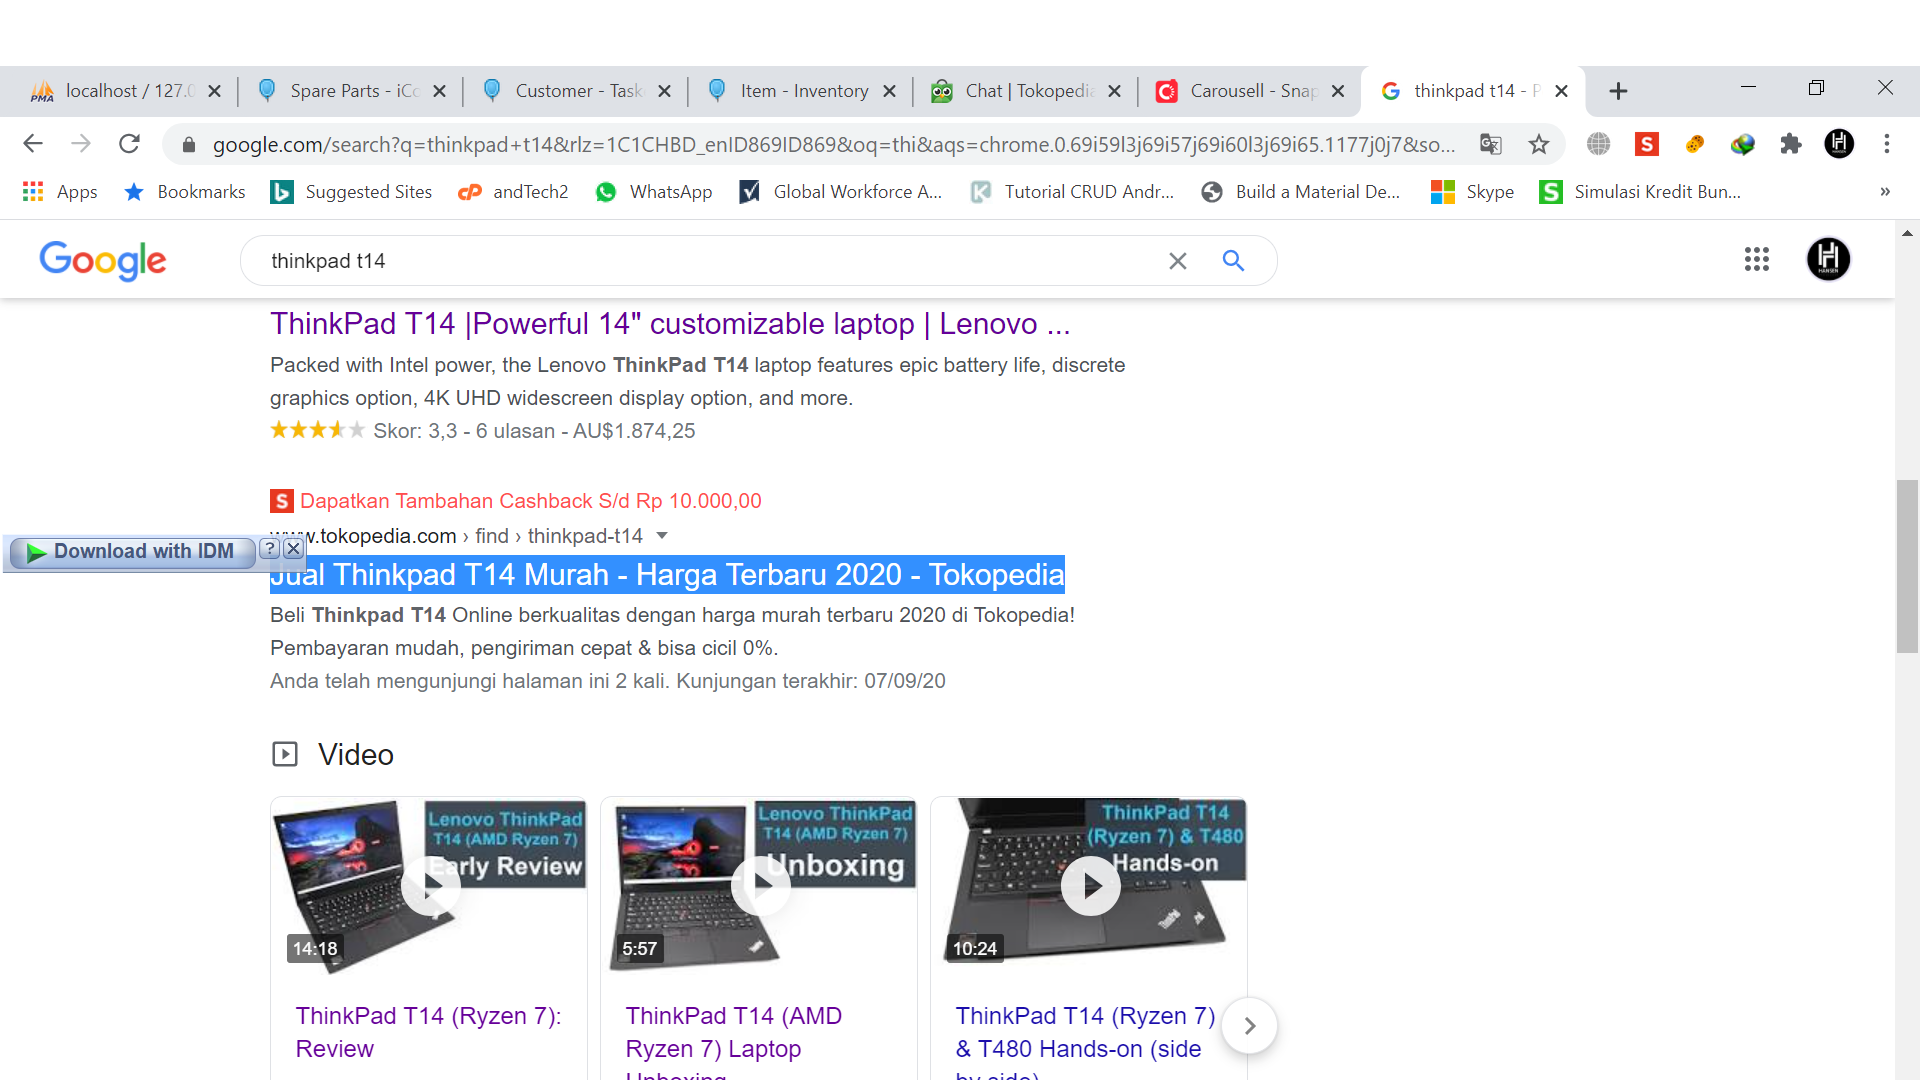 localhost / 127.0
Spare Parts - iCo
Customer - Task
Item - Inventory
Chat | Tokopedia
Carousell - Snap
thinkpad t14 - P
google.com/search?q=thinkpad+t14&rlz=1C1CHBD_enID869ID869&oq=thi&aqs=chrome.0.69i59l3j69i57j69i60l3j69i65.1177j0j7&so...
Apps
Bookmarks
Suggested Sites
andTech2
WhatsApp
Global Workforce A...
Tutorial CRUD Andr...
Build a Material De...
Skype
Simulasi Kredit Bun...
»
Google
thinkpad t14
HANSEN
ThinkPad T14 |Powerful 14" customizable laptop | Lenovo ...
Packed with Intel power, the Lenovo ThinkPad T14 laptop features epic battery life, discrete
graphics option, 4K UHD widescreen display option, and more.
Skor: 3,3 - 6 ulasan - AU$1.874,25
S Dapatkan Tambahan Cashback S/d Rp 10.000,00
www.tokopedia.com › find › thinkpad-t14
Download with IDM ?
Jual Thinkpad T14 Murah - Harga Terbaru 2020 - Tokopedia
Beli Thinkpad T14 Online berkualitas dengan harga murah terbaru 2020 di Tokopedia!
Pembayaran mudah, pengiriman cepat & bisa cicil 0%.
Anda telah mengunjungi halaman ini 2 kali. Kunjungan terakhir: 07/09/20
Video
Lenovo ThinkPad
T14 (AMD Ryzen 7)
Early Review
14:18
ThinkPad T14 (Ryzen 7):
Review
Lenovo ThinkPad
T14 (AMD Ryzen 7)
Unboxing
5:57
ThinkPad T14 (AMD
Ryzen 7) Laptop
Unboxing
ThinkPad T14
(Ryzen 7) & T480
Hands-on
10:24
ThinkPad T14 (Ryzen 7)
& T480 Hands-on (side
by side)